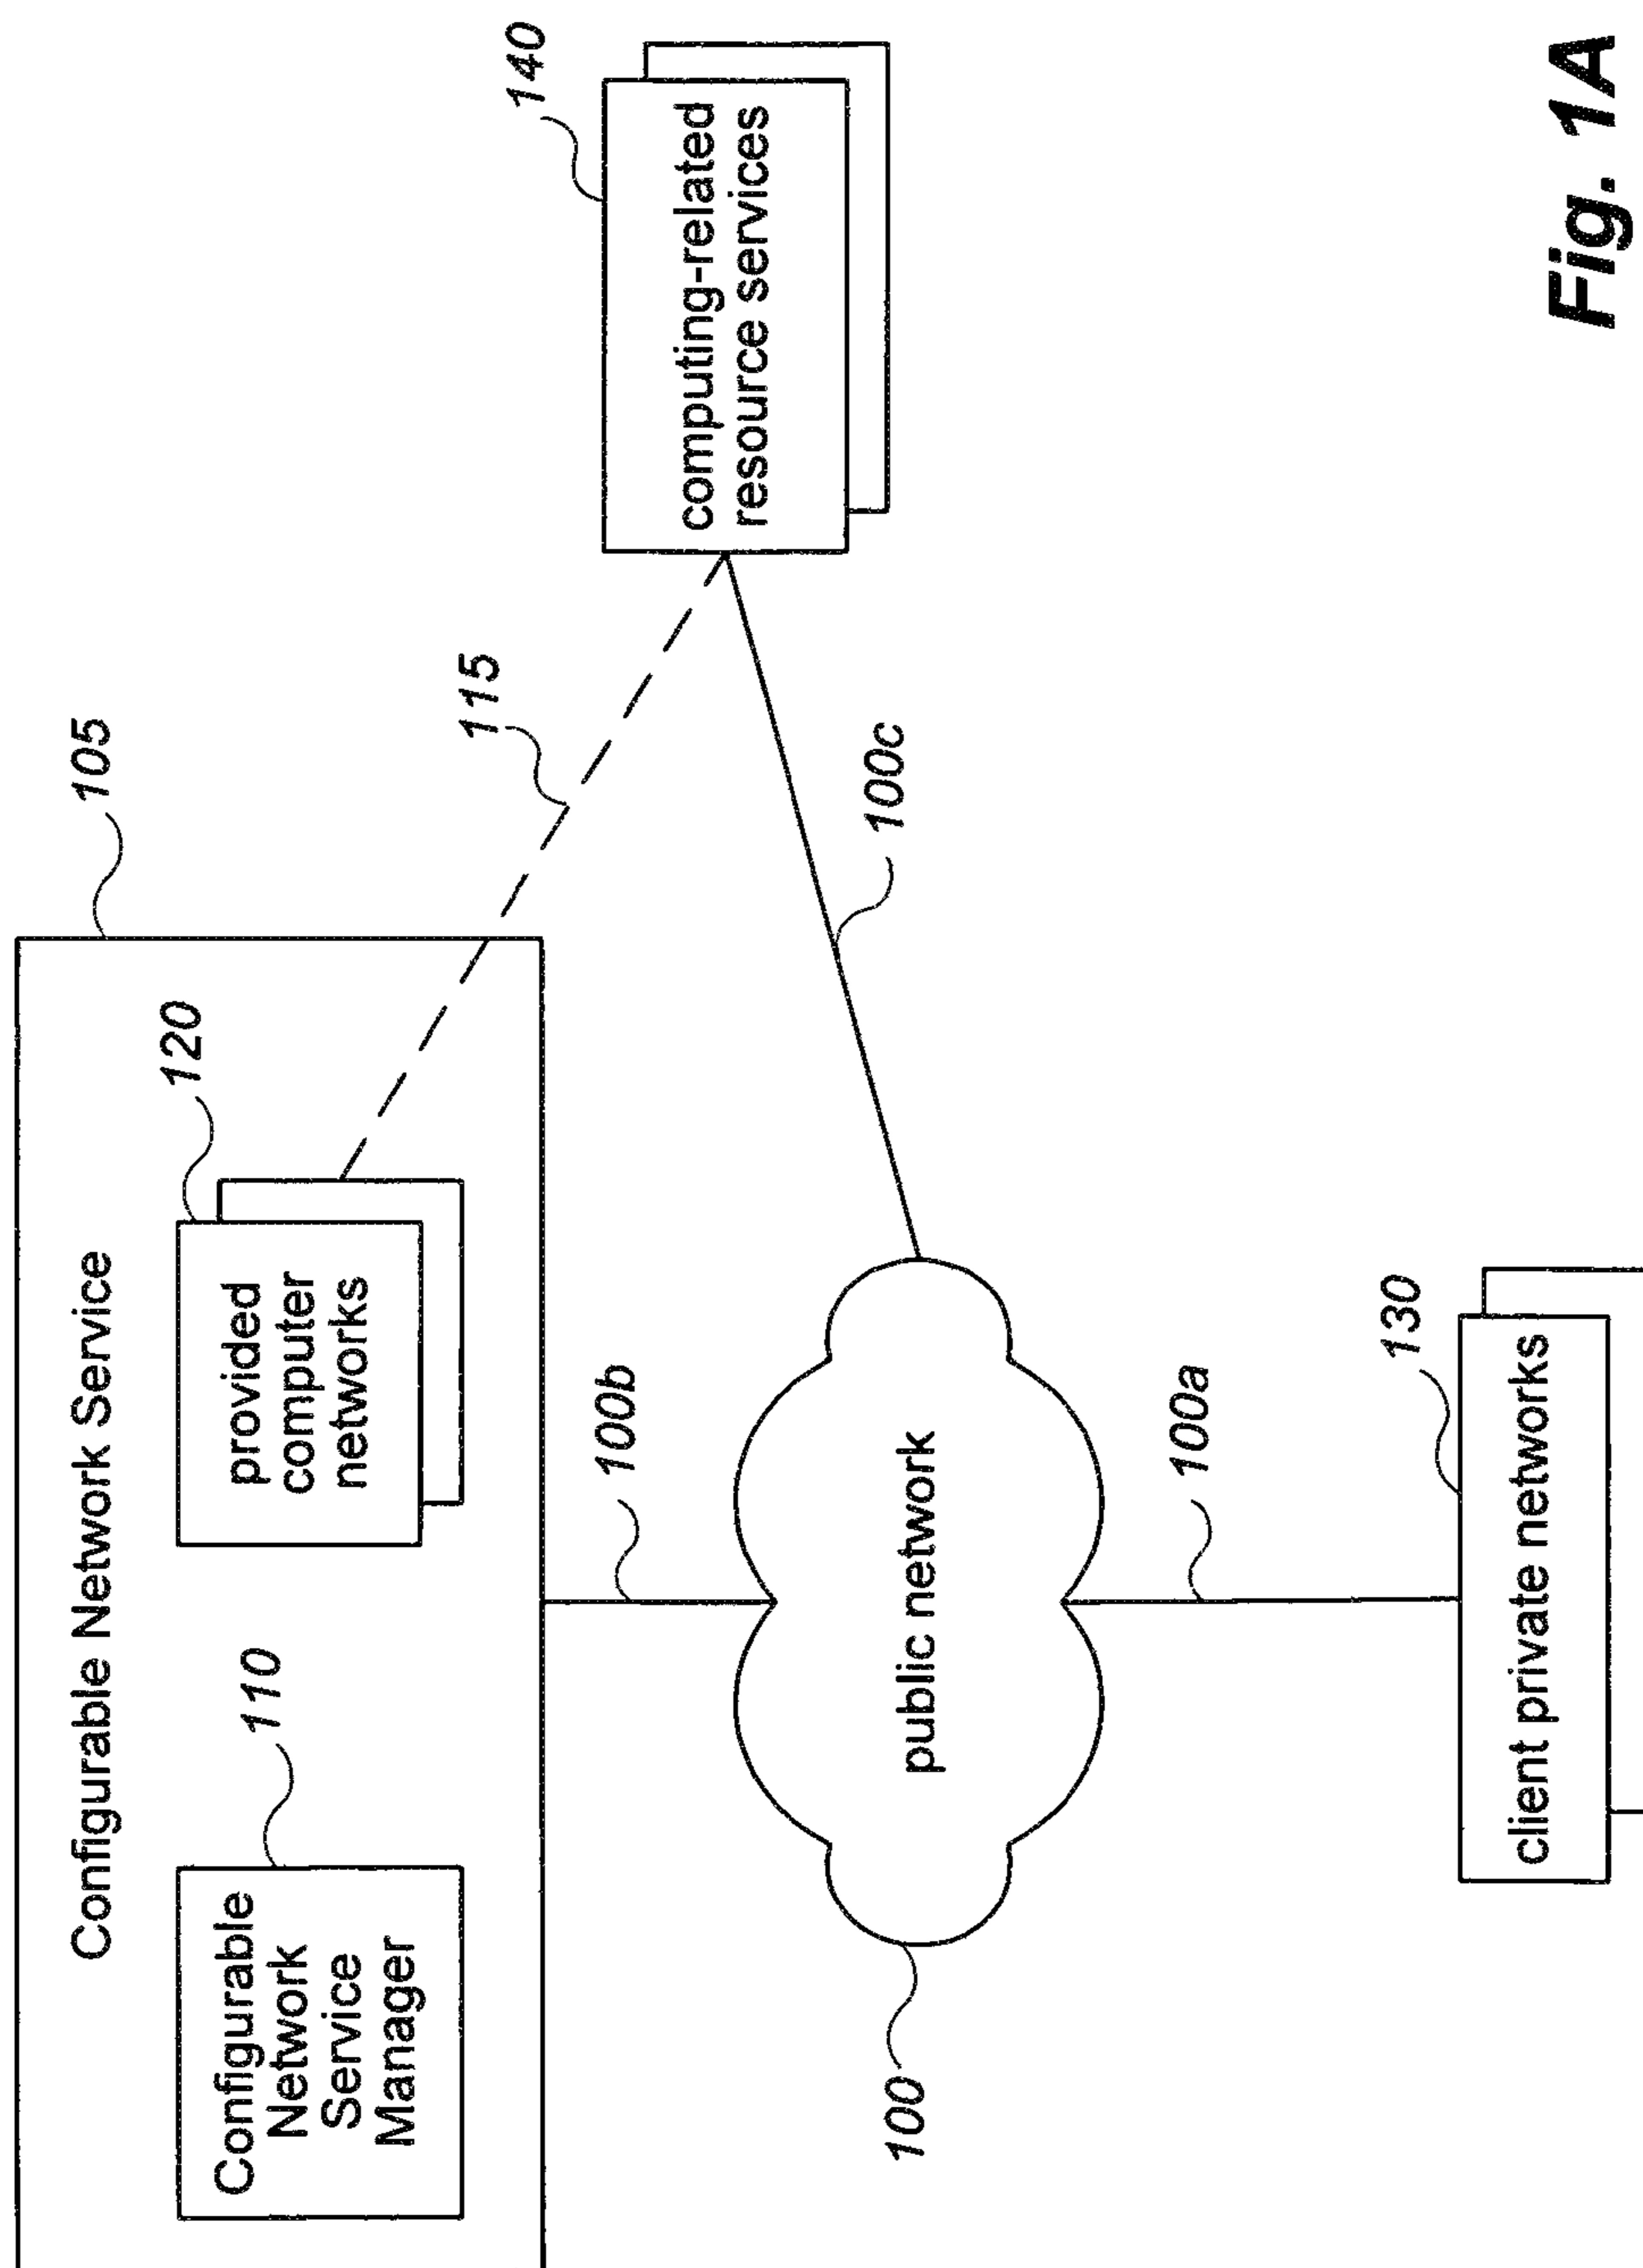 Configurable Network Service
105
Configurable
Network
Service
Manager
110
provided
computer
networks
120
115
100b
100
public network
100c
computing-related
resource services
140
100a
client private networks
130
Fig. 1A